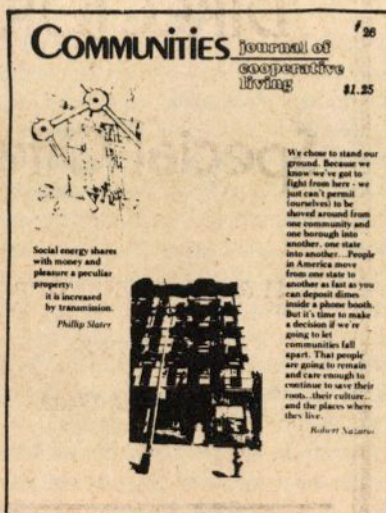 COMMUNITIES journal of
cooperative
living
#26
$1.25
Social energy shares
with money and
pleasure a peculiar
property:
it is increased
by transmission.
Phillip Slater
We chose to stand our
ground. Because we
know we've got to
fight from here - we
just can't permit
(ourselves) to be
shoved around from
one community and
one borough into
another, one state
into another...People
in America move
from one state to
another as fast as you
can deposit dimes
inside a phone booth.
But it's time to make
a decision if we're
going to let
communities fall
apart. That people
are going to remain
and care enough to
continue to save their
roots..their culture..
and the places where
they live.
Robert